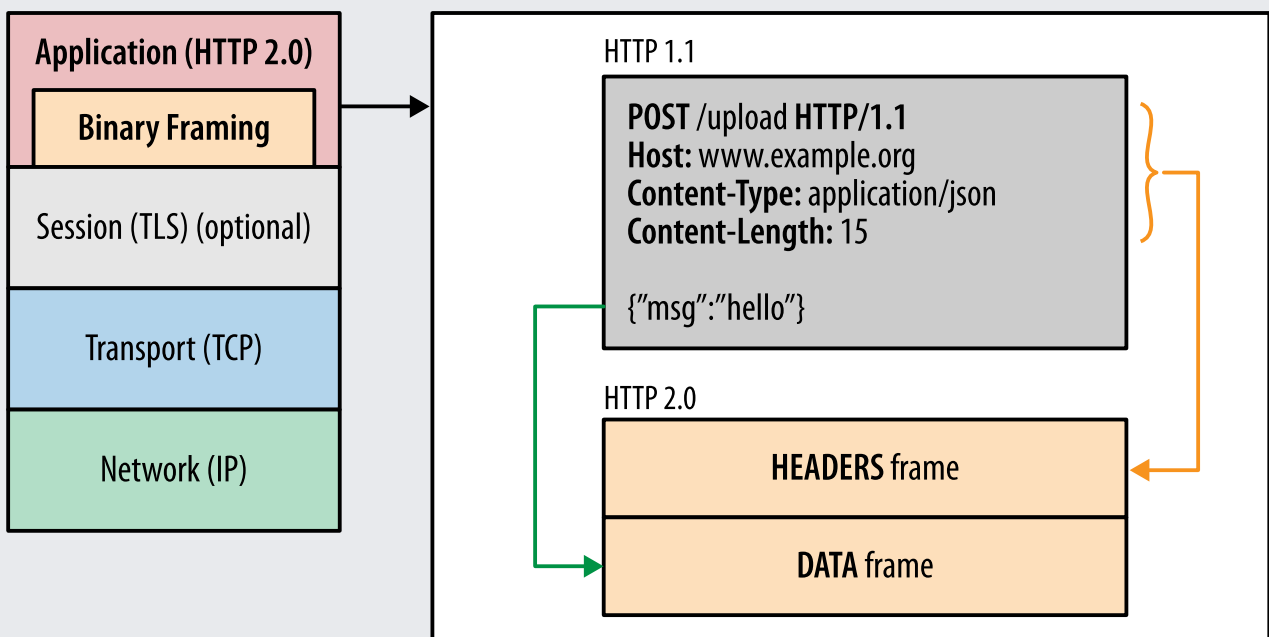 Application (HTTP 2.0)
Binary Framing
Session (TLS) (optional)
Transport (TCP)
Network (IP)
HTTP 1.1
POST /upload HTTP/1.1
Host: www.example.org
Content-Type: application/json
Content-Length: 15
{”msg”:”hello”}
HTTP 2.0
HEADERS frame
DATA frame